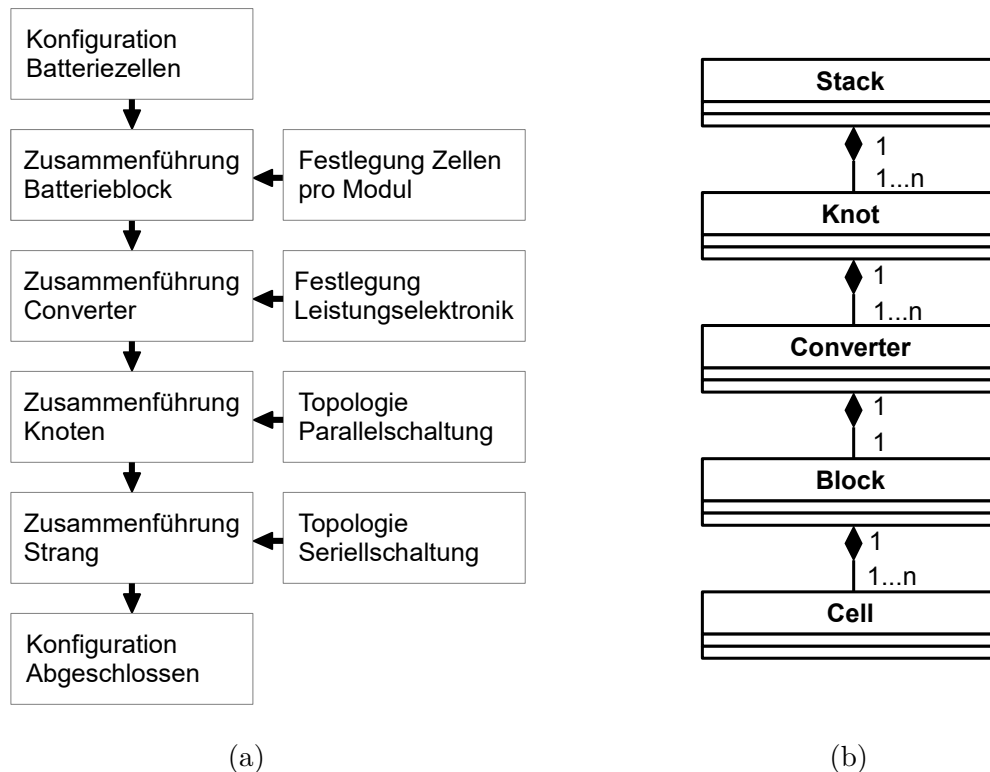 Konfiguration
Batteriezellen
Zusammenführung
Batterieblock
Festlegung Zellen
pro Modul
Zusammenführung
Converter
Festlegung
Leistungselektronik
Zusammenführung
Knoten
Topologie
Parallelschaltung
Zusammenführung
Strang
Topologie
Seriellschaltung
Konfiguration
Abgeschlossen
(a)
Stack
1
1...n
Knot
1
1...n
Converter
1
1
Block
1
1...n
Cell
(b)